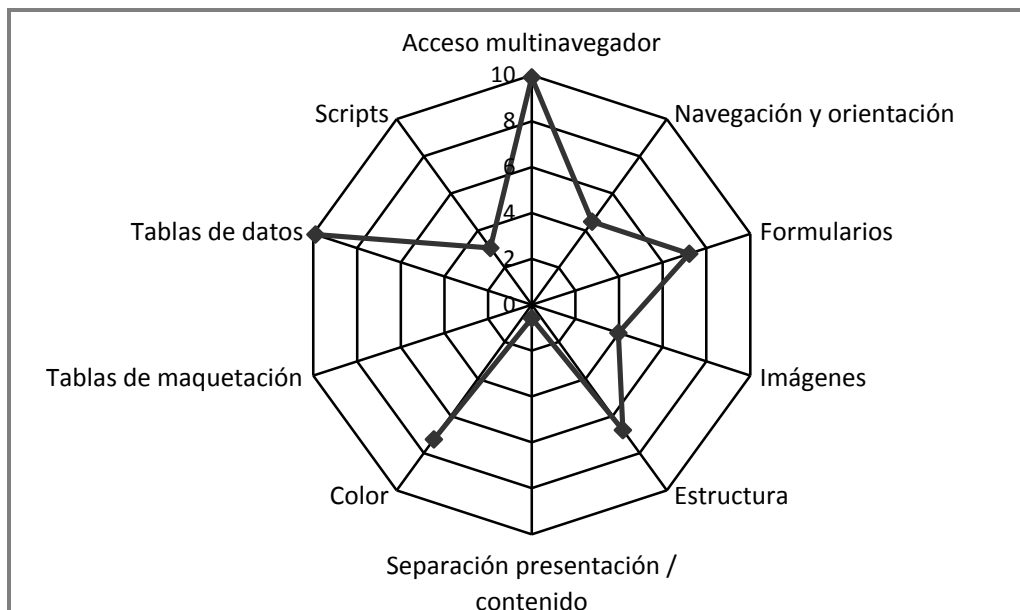 Acceso multinavegador
10
Scripts
Navegación y orientación
8
6
Tablas de datos
Formularios
4
2
0
Tablas de maquetación
Imágenes
Color
Estructura
Separación presentación /
contenido